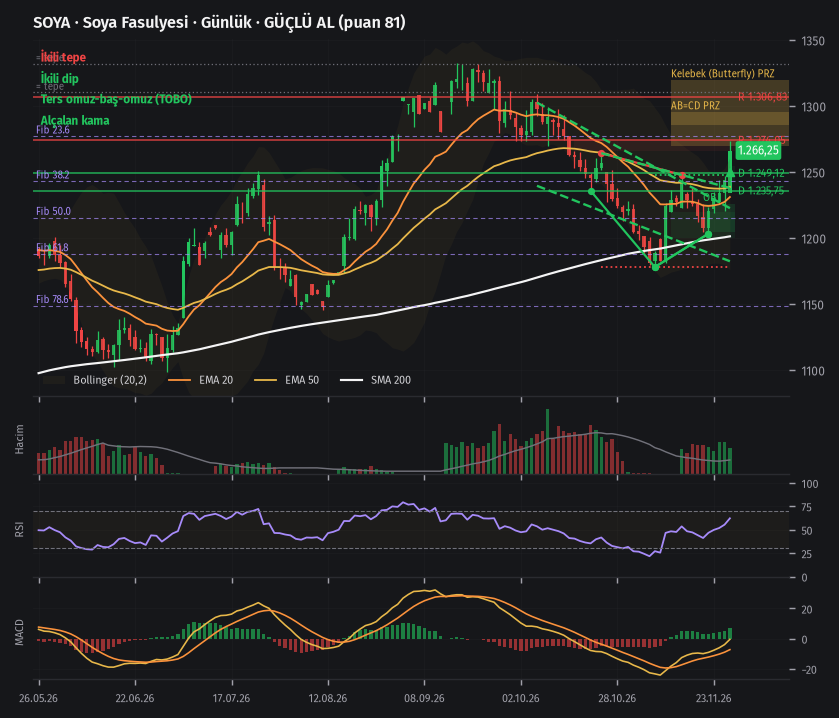 SOYA · Soya Fasulyesi · Günlük · GÜÇLÜ AL (puan 81)
1350
İkili tepe
Kelebek (Butterfly) PRZ
İkili dip
= tepe
Ters omuz-baş-omuz (TOBO)
R 1.306,83
AB=CD PRZ
1300
Alçalan kama
Fib 23.6
1.266,25
Fib 38.2
D 1.249,12
1250
D 1.235,75
Fib 50.0
1200
Fib 78.6
1150
1100
Bollinger (20,2)
EMA 20
EMA 50
SMA 200
Hacim
RSI
100
75
50
25
0
MACD
20
0
−20
26.05.26
22.06.26
17.07.26
12.08.26
08.09.26
02.10.26
28.10.26
23.11.26